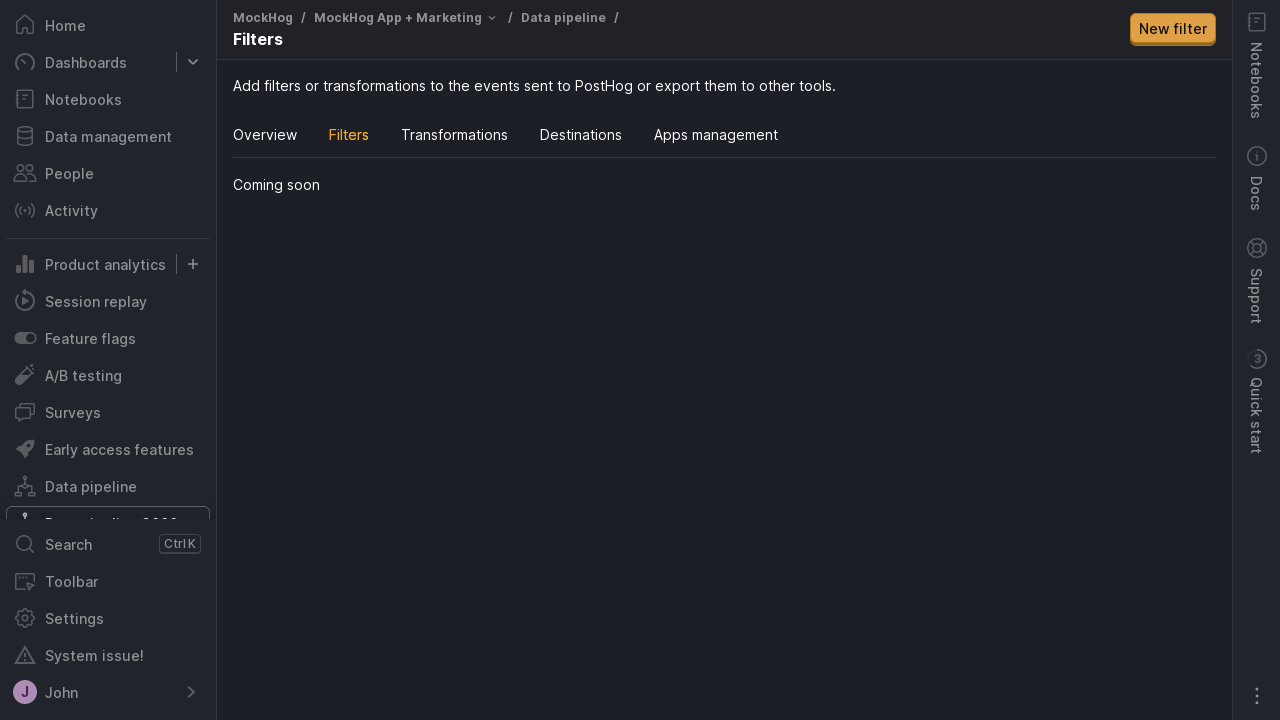 Home
Dashboards
Notebooks
Data management
People
Activity
Product analytics
Session replay
Feature flags
A/B testing
Surveys
Early access features
Data pipeline
Search Ctrl K
Toolbar
Settings
System issue!
J John
MockHog / MockHog App + Marketing / Data pipeline /
Filters
New filter
Add filters or transformations to the events sent to PostHog or export them to other tools.
Overview Filters Transformations Destinations Apps management
Coming soon
Notebooks
Docs
Support
3
Quick start